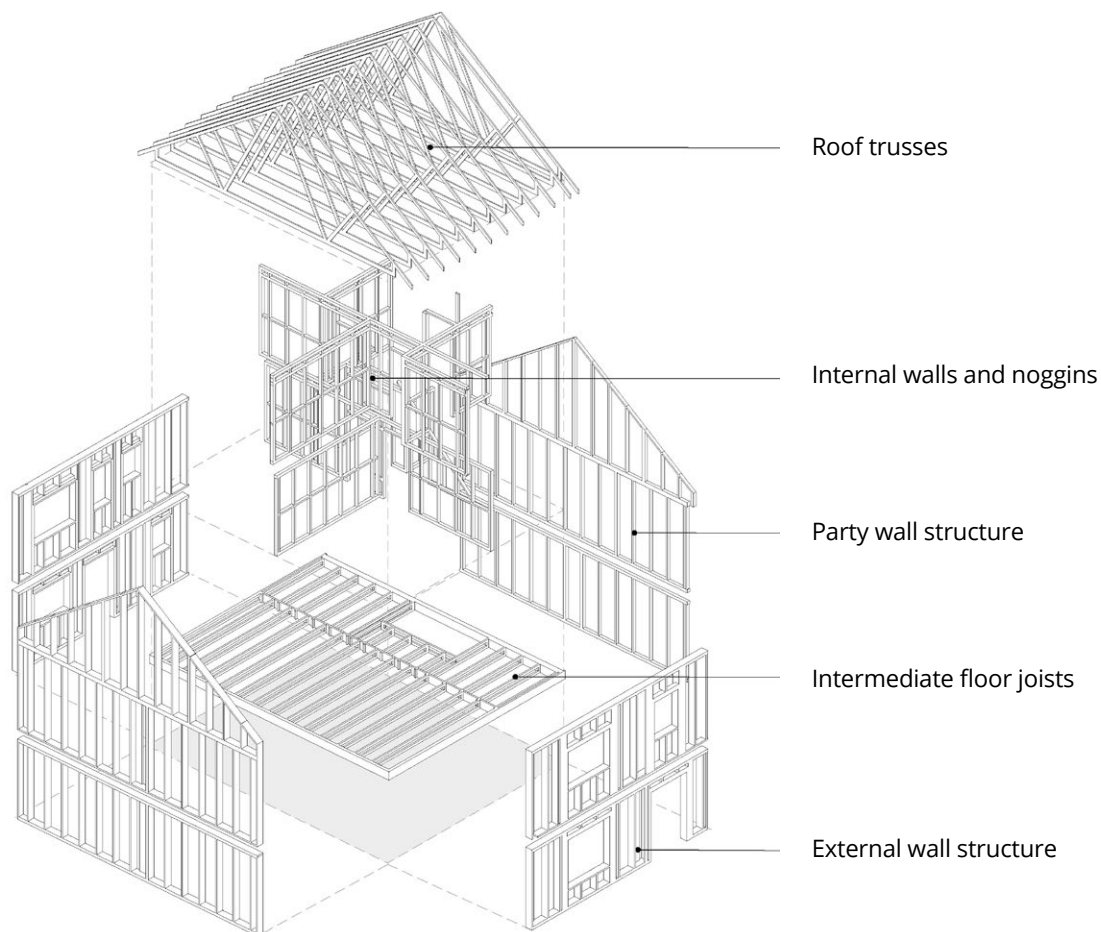 Roof trusses
Internal walls and noggins
Party wall structure
Intermediate floor joists
External wall structure